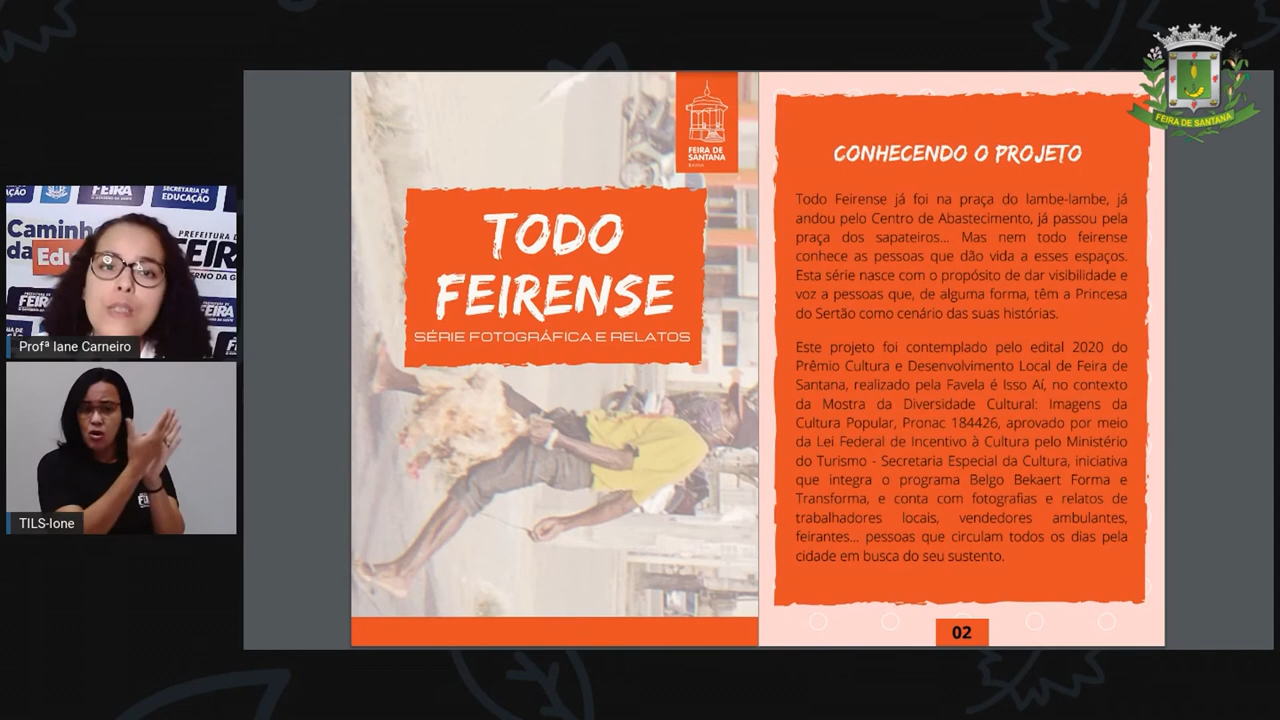 FEIRA DE SANTANA
FEIRA DE
SANTANA
TODO
FEIRENSE
SÉRIE FOTOGRÁFICA E RELATOS
CONHECENDO O PROJETO
Todo Feirense já foi na praça do lambe-lambe, já
andou pelo Centro de Abastecimento, já passou pela
praça dos sapateiros... Mas nem todo feirense
conhece as pessoas que dão vida a esses espaços.
Esta série nasce com o propósito de dar visibilidade e
voz a pessoas que, de alguma forma, têm a Princesa
do Sertão como cenário das suas histórias.
Este projeto foi contemplado pelo edital 2020 do
Prêmio Cultura e Desenvolvimento Local de Feira de
Santana, realizado pela Favela é Isso Aí, no contexto
da Mostra da Diversidade Cultural: Imagens da
Cultura Popular, Pronac 184426, aprovado por meio
da Lei Federal de Incentivo à Cultura pelo Ministério
do Turismo - Secretaria Especial da Cultura, iniciativa
que integra o programa Belgo Bekaert Forma e
Transforma, e conta com fotografias e relatos de
trabalhadores locais, vendedores ambulantes,
feirantes... pessoas que circulam todos os dias pela
cidade em busca do seu sustento.
02
FEIRA
SECRETARIA DE
EDUCAÇÃO
Caminho
da Edu
PREFEITURA D
FEIR
ERNO DA G
FEIR
Profª Iane Carneiro
TILS-Ione